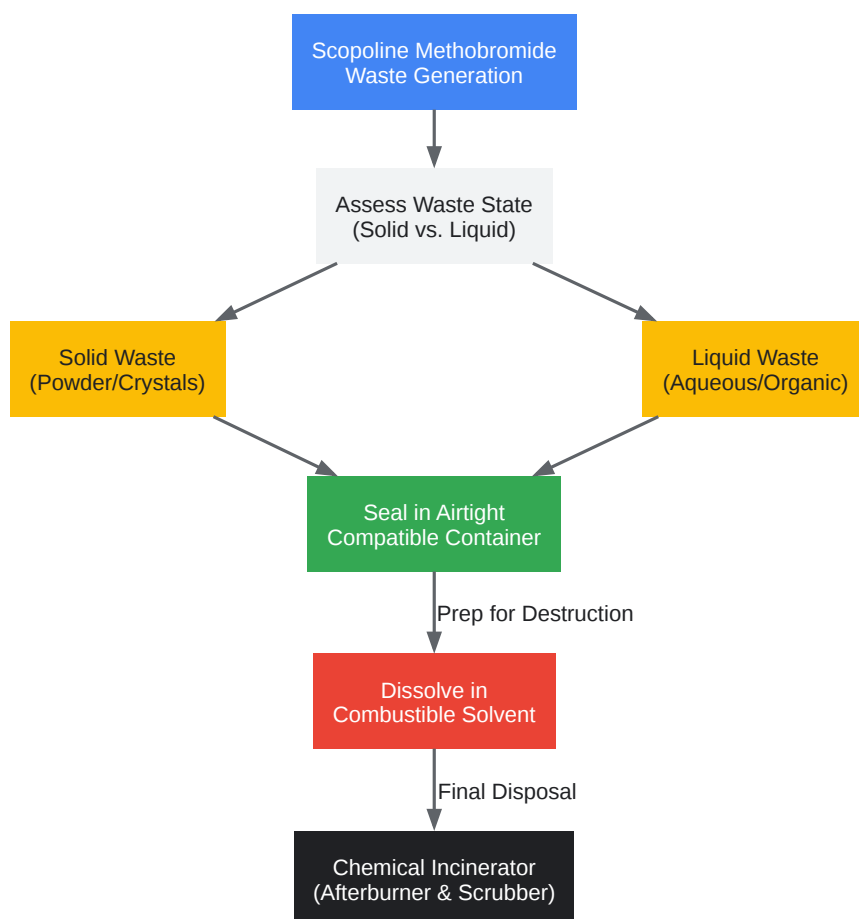 Scopoline Methobromide
Waste Generation
Assess Waste State
(Solid vs. Liquid)
Solid Waste
(Powder/Crystals)
Liquid Waste
(Aqueous/Organic)
Seal in Airtight
Compatible Container
Prep for Destruction
Dissolve in
Combustible Solvent
Final Disposal
Chemical Incinerator
(Afterburner & Scrubber)